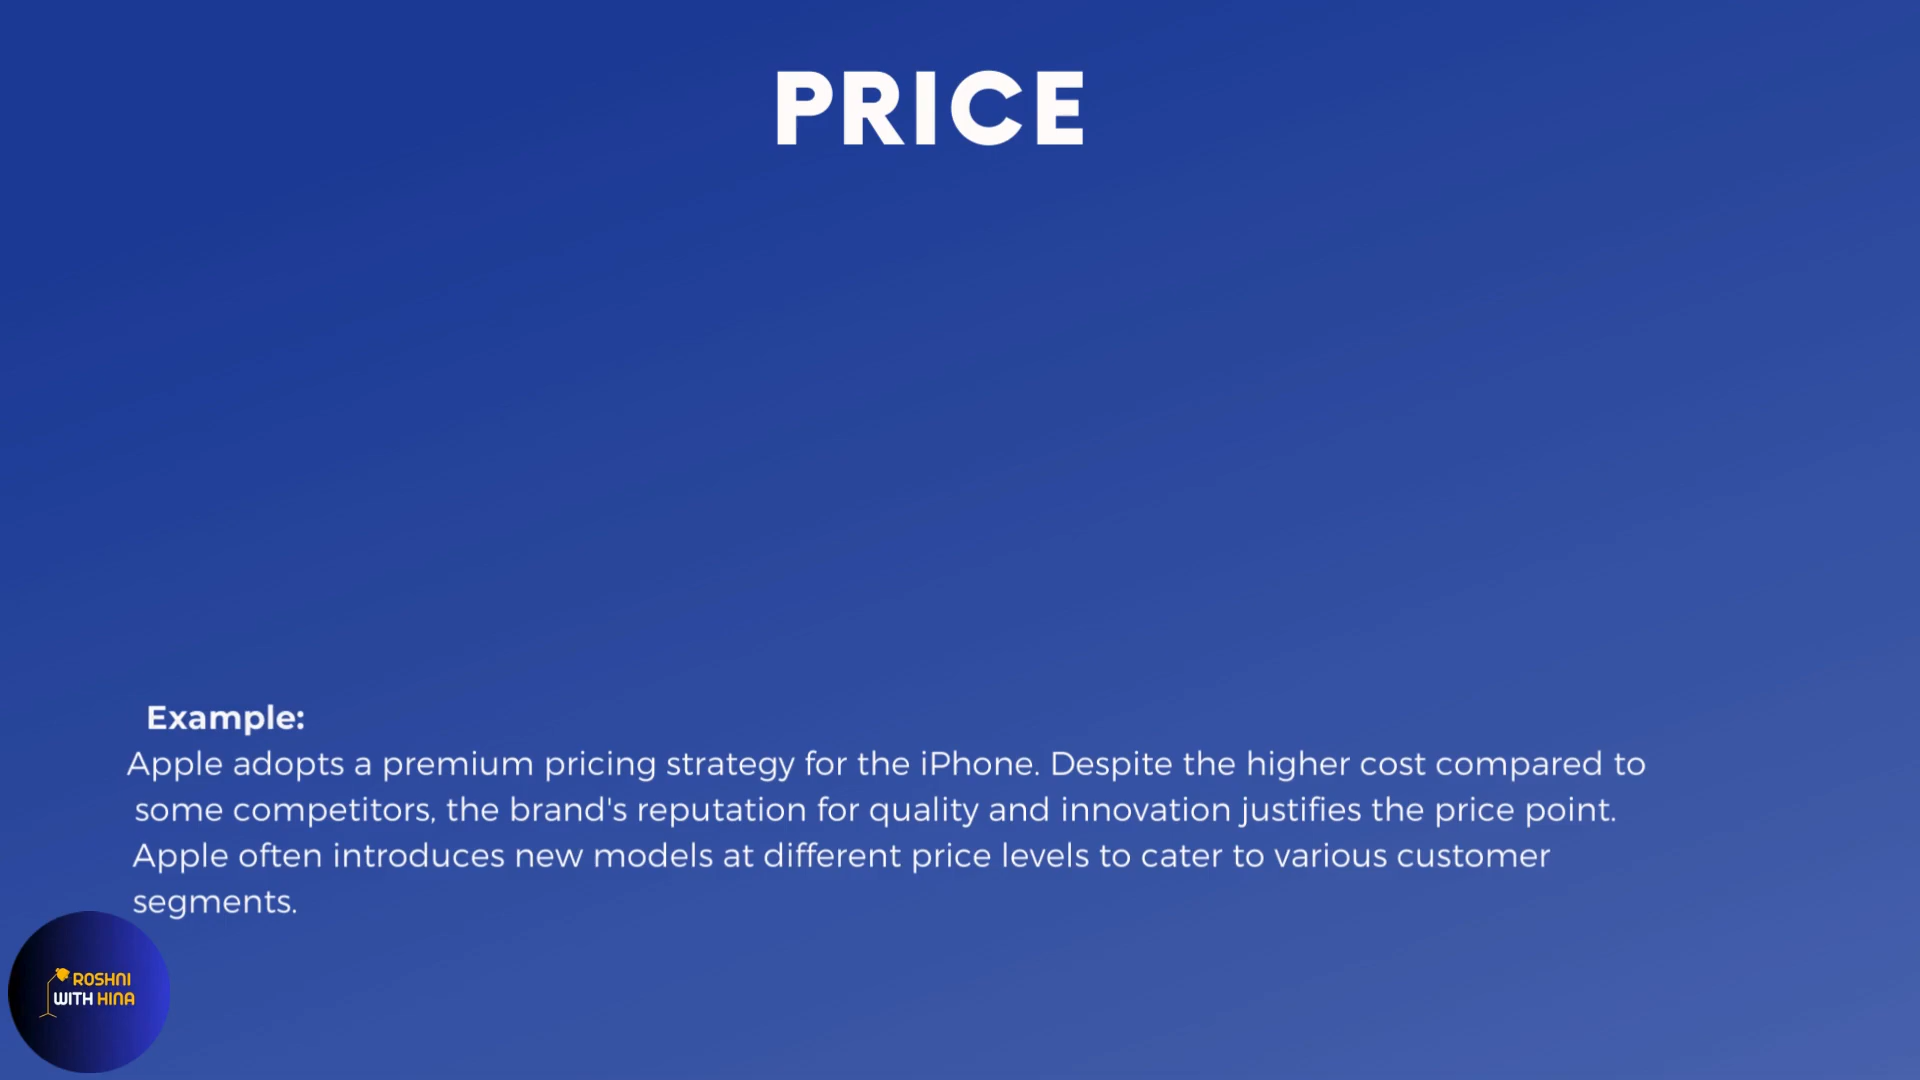 PRICE
Example:
Apple adopts a premium pricing strategy for the iPhone. Despite the higher cost compared to
some competitors, the brand's reputation for quality and innovation justifies the price point.
Apple often introduces new models at different price levels to cater to various customer
segments.
ROSHNI
WITH HINA